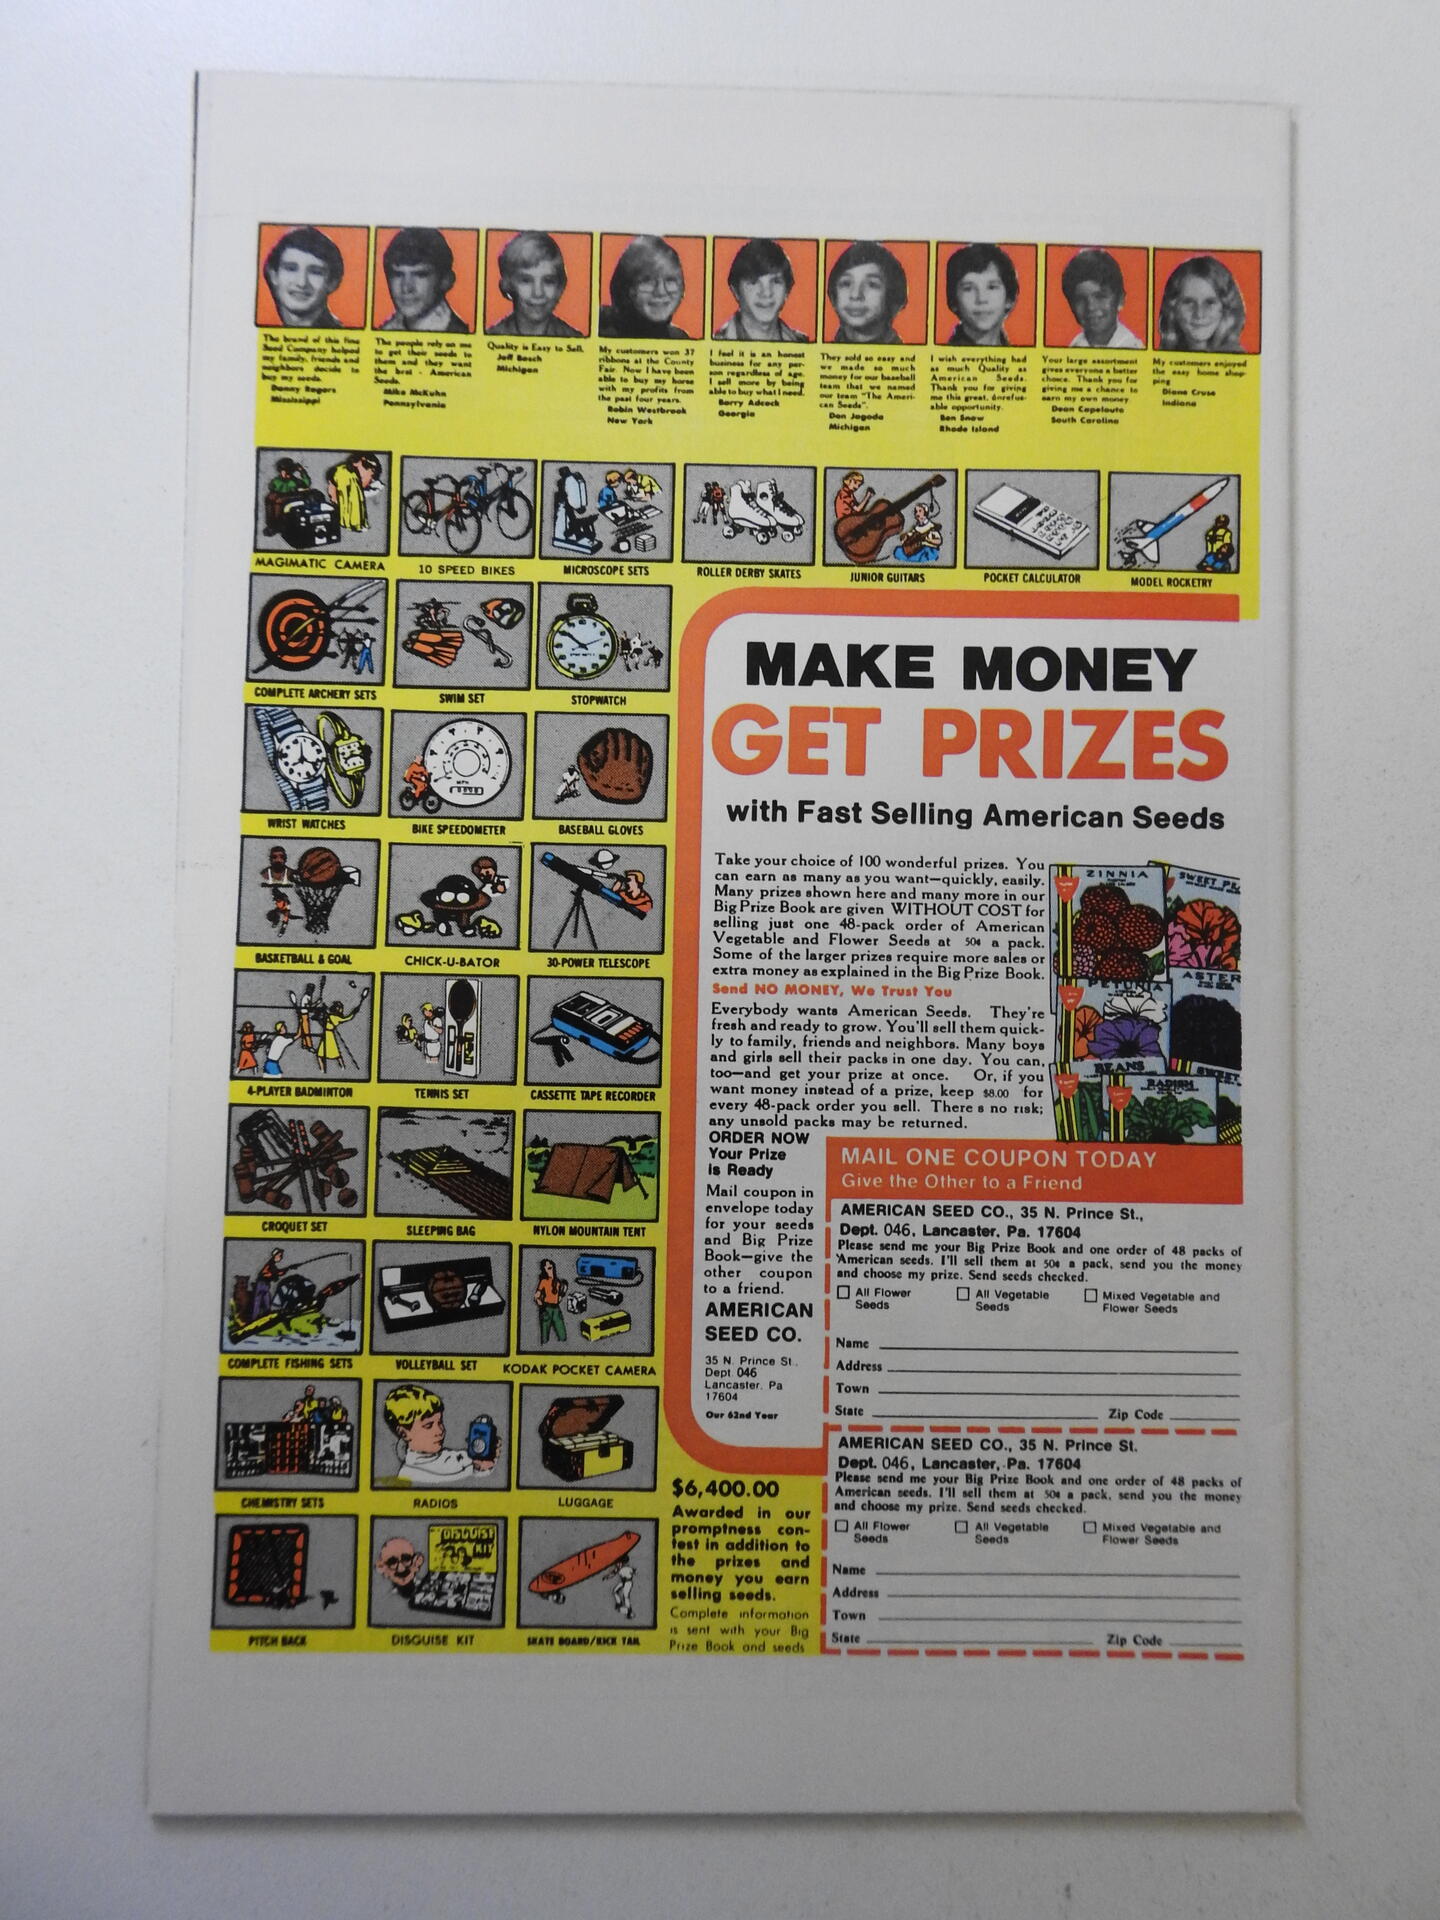 The brand of this fine
Seed Company helped
my family, friends and
neighbors decide to
buy my seeds.
Danny Rogers
Mississippi
The people rely on me
to get their seeds to
them and they want
the best - American
Seeds.
Mike McKuhn
Pennsylvania
Quality is Easy to Sell.
Jeff Bosch
Michigan
My customers won 37
ribbons at the County
Fair. Now I have been
able to buy my horse
with my profits from
the past four years.
Robin Westbrook
New York
I feel it is an honest
business for any per-
son regardless of age.
I sell more by being
able to buy what I need.
Barry Adcock
Georgia
They sold so easy and
we made so much
money for our baseball
team that we named
our team "The Ameri-
can Seeds".
Don Jagoda
Michigan
I wish everything had
as much Quality as
American Seeds.
Thank you for giving
me this great, unrefus-
able opportunity.
Ben Snow
Rhode Island
Your large assortment
gives everyone a better
choice. Thank you for
giving me a chance to
earn my own money
Dean Capelouto
South Carolina
My customers enjoyed
the easy home shop-
ping
Diane Cruse
Indiana
MAGIMATIC CAMERA
10 SPEED BIKES
MICROSCOPE SETS
ROLLER DERBY SKATES
JUNIOR GUITARS
POCKET CALCULATOR
MODEL ROCKETRY
COMPLETE ARCHERY SETS
SWIM SET
STOPWATCH
WRIST WATCHES
BIKE SPEEDOMETER
BASEBALL GLOVES
BASKETBALL & GOAL
CHICK-U-BATOR
30-POWER TELESCOPE
4-PLAYER BADMINTON
TENNIS SET
CASSETTE TAPE RECORDER
CROQUET SET
SLEEPING BAG
NYLON MOUNTAIN TENT
COMPLETE FISHING SETS
VOLLEYBALL SET
KODAK POCKET CAMERA
CHEMISTRY SETS
RADIOS
LUGGAGE
PITCH BACK
DISGUISE KIT
DISGUISE KIT
SKATE BOARD/KICK TAIL
MAKE MONEY
GET PRIZES
with Fast Selling American Seeds
Take your choice of 100 wonderful prizes. You
can earn as many as you want—quickly, easily.
Many prizes shown here and many more in our
Big Prize Book are given WITHOUT COST for
selling just one 48-pack order of American
Vegetable and Flower Seeds at 50¢ a pack.
Some of the larger prizes require more sales or
extra money as explained in the Big Prize Book.
Send NO MONEY, We Trust You
Everybody wants American Seeds. They're
fresh and ready to grow. You'll sell them quick-
ly to family, friends and neighbors. Many boys
and girls sell their packs in one day. You can,
too—and get your prize at once. Or, if you
want money instead of a prize, keep $8.00 for
every 48-pack order you sell. There s no risk;
any unsold packs may be returned.
ZINNIA
SWEET PE
PETUNIA
ASTER
BEANS
RADISH
SWEET
ORDER NOW
Your Prize
is Ready
Mail coupon in
envelope today
for your seeds
and Big Prize
Book—give the
other coupon
to a friend.
AMERICAN
SEED CO.
35 N. Prince St.,
Dept 046
Lancaster, Pa
17604
Our 62nd Year
MAIL ONE COUPON TODAY
Give the Other to a Friend
AMERICAN SEED CO., 35 N. Prince St.,
Dept. 046, Lancaster, Pa. 17604
Please send me your Big Prize Book and one order of 48 packs of
American seeds. I'll sell them at 50¢ a pack, send you the money
and choose my prize. Send seeds checked.
All Flower Seeds
All Vegetable Seeds
Mixed Vegetable and Flower Seeds
Name
Address
Town
State Zip Code
AMERICAN SEED CO., 35 N. Prince St.
Dept. 046, Lancaster, Pa. 17604
Please send me your Big Prize Book and one order of 48 packs of
American seeds. I'll sell them at 50¢ a pack, send you the money
and choose my prize. Send seeds checked.
All Flower Seeds
All Vegetable Seeds
Mixed Vegetable and Flower Seeds
Name
Address
Town
State Zip Code
$6,400.00
Awarded in our
promptness con-
test in addition to
the prizes and
money you earn
selling seeds.
Complete information
is sent with your Big
Prize Book and seeds